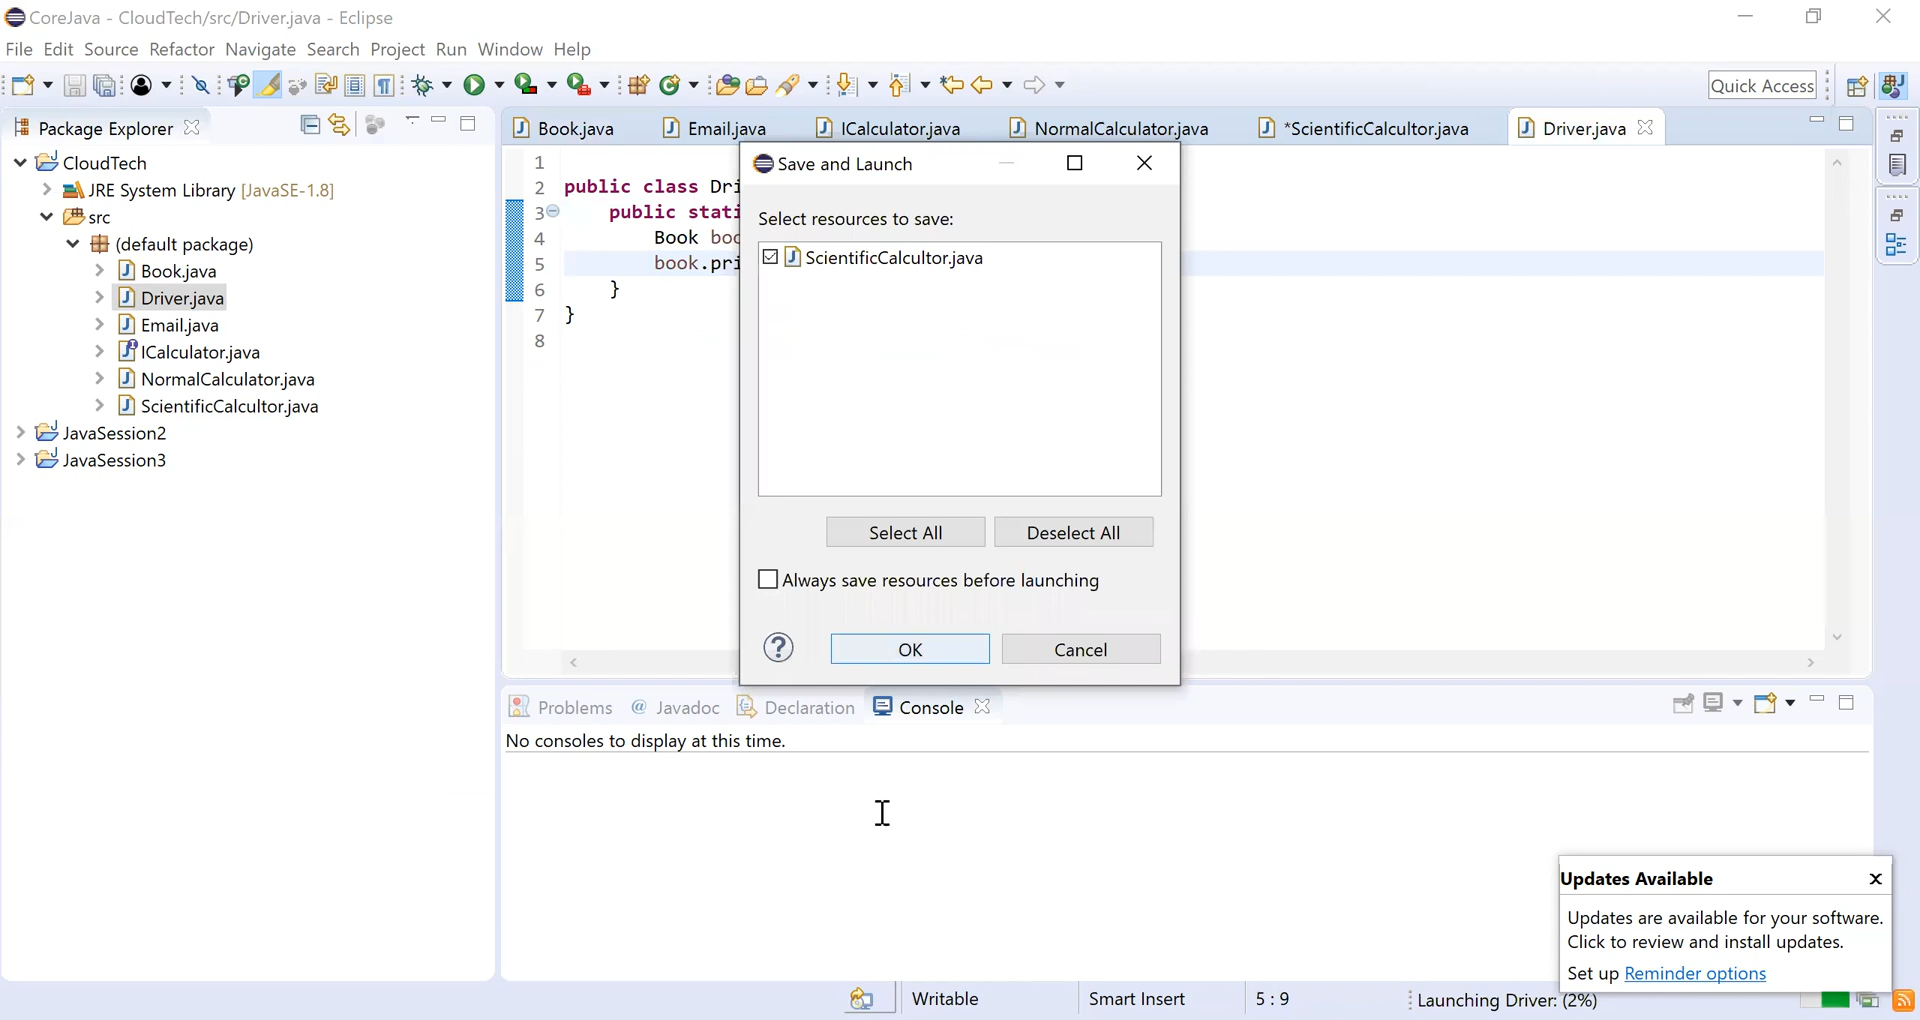 CoreJava - CloudTech/src/Driver.java - Eclipse
File Edit Source Refactor Navigate Search Project Run Window Help
Quick Access
Package Explorer
Book.java Email.java ICalculator.java NormalCalculator.java *ScientificCalcultor.java Driver.java
CloudTech
JRE System Library [JavaSE-1.8]
src
(default package)
Book.java
Driver.java
Email.java
ICalculator.java
NormalCalculator.java
ScientificCalcultor.java
JavaSession2
JavaSession3
1
2 public class Dri
3 public stati
4 Book boo
5 book.pri
6 }
7 }
8
Save and Launch
Select resources to save:
ScientificCalcultor.java
Select All Deselect All
Always save resources before launching
OK Cancel
Problems @ Javadoc Declaration Console
No consoles to display at this time.
Updates Available
Updates are available for your software.
Click to review and install updates.
Set up Reminder options
Writable Smart Insert 5 : 9 Launching Driver: (2%)